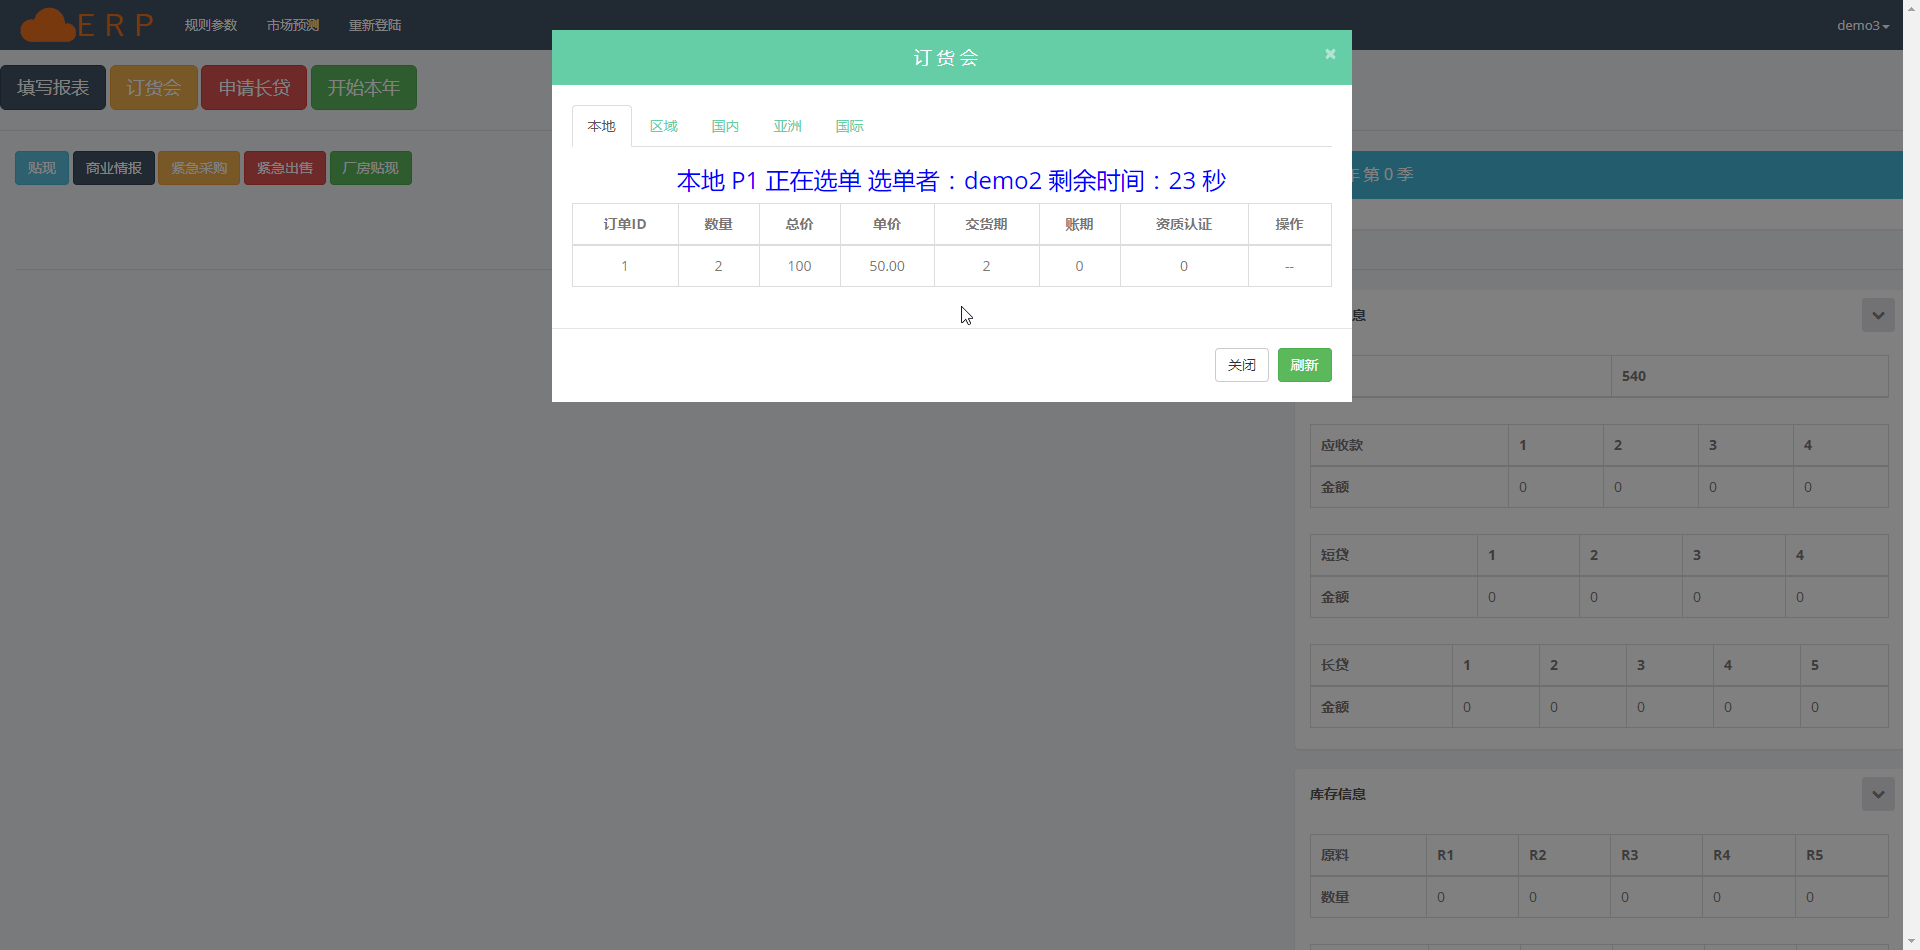 ERP 规则参数 市场预测 重新登陆 demo3
填写报表 订货会 申请长贷 开始本年
贴现 商业情报 紧急采购 紧急出售 厂房贴现
订货会 ×
本地 区域 国内 亚洲 国际
本地 P1 正在选单 选单者：demo2 剩余时间：23 秒
订单ID 数量 总价 单价 交货期 账期 资质认证 操作
1 2 100 50.00 2 0 0 --
关闭 刷新
第 0 季
息
540
应收款 1 2 3 4
金额 0 0 0 0
短贷 1 2 3 4
金额 0 0 0 0
长贷 1 2 3 4 5
金额 0 0 0 0 0
库存信息
原料 R1 R2 R3 R4 R5
数量 0 0 0 0 0